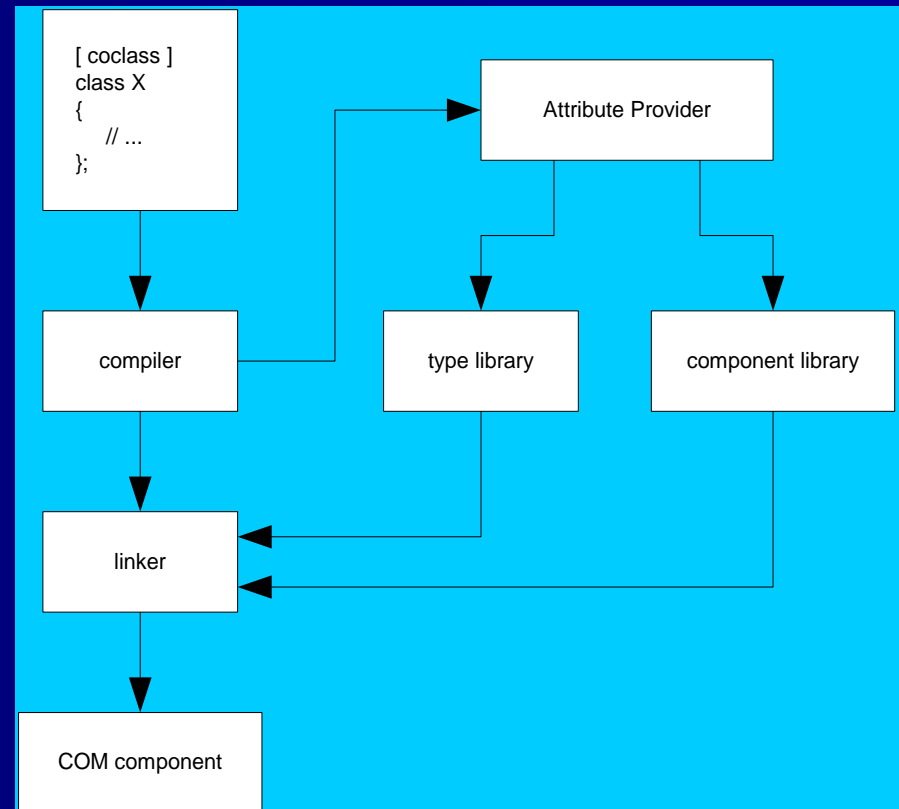 [ coclass ]
class X
{
// ...
};
Attribute Provider
compiler
type library
component library
linker
COM component